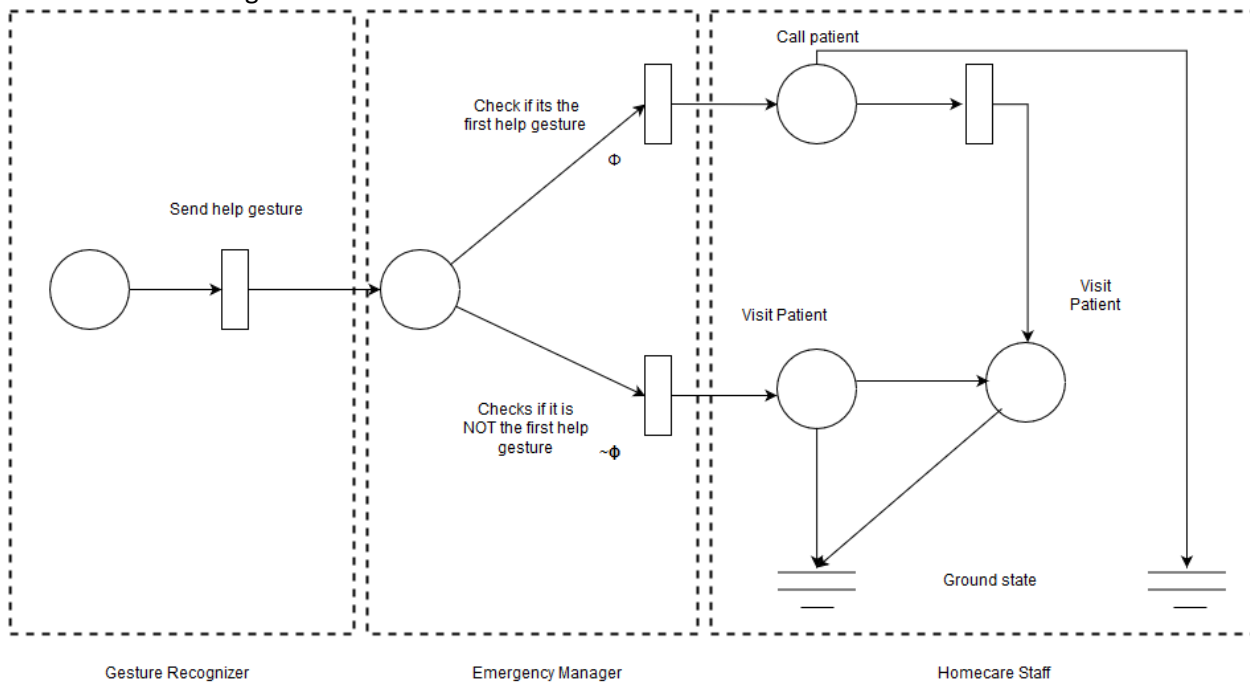 Call patient
Check if its the
first help gesture
Φ
Send help gesture
Visit
Patient
Visit Patient
Checks if it is
NOT the first help
gesture
~Φ
Ground state
Gesture Recognizer
Emergency Manager
Homecare Staff